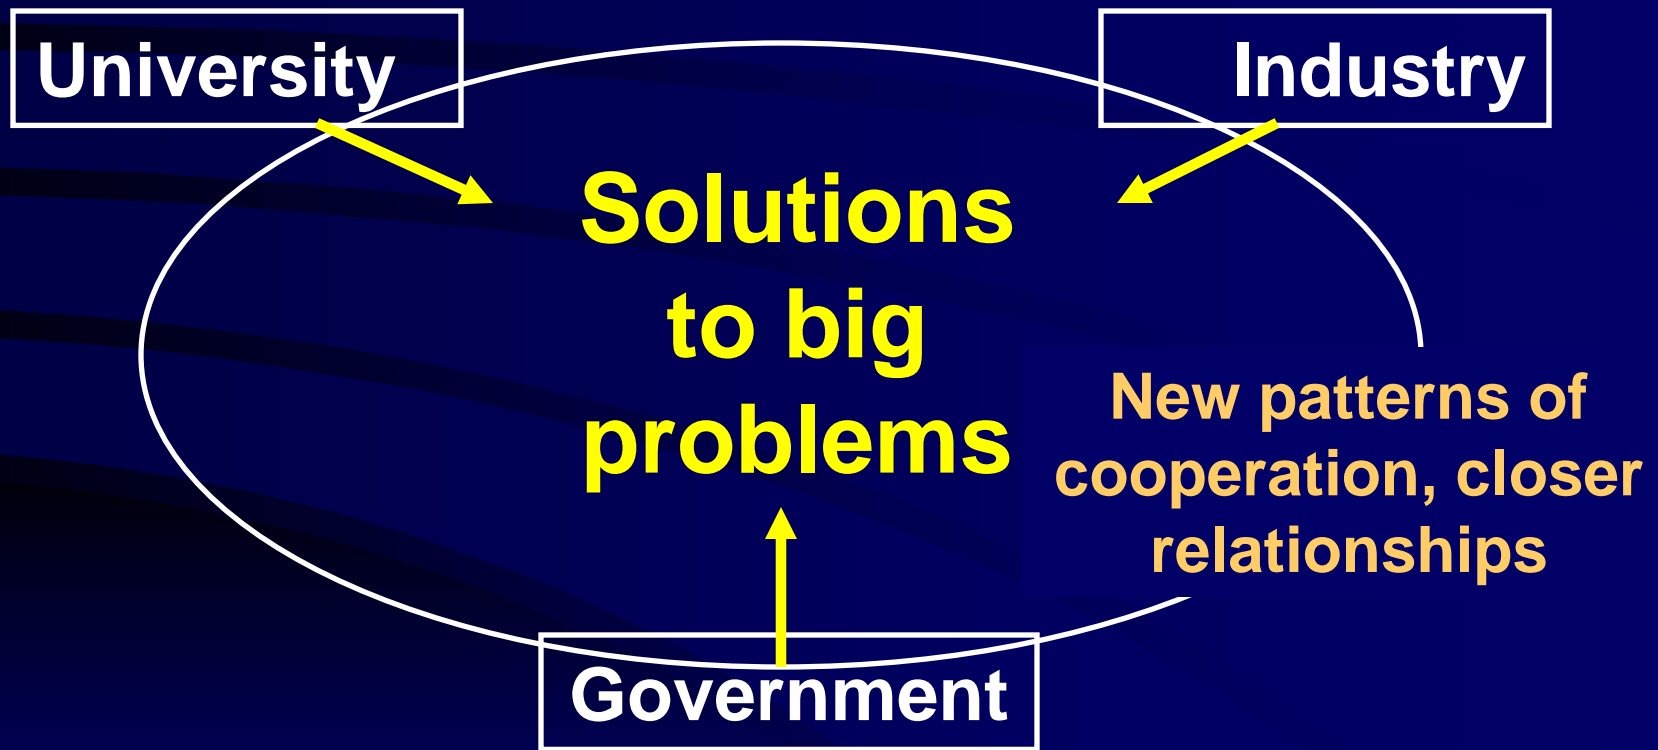 University
Industry
Solutions
to big
problems
New patterns of
cooperation, closer
relationships
Government